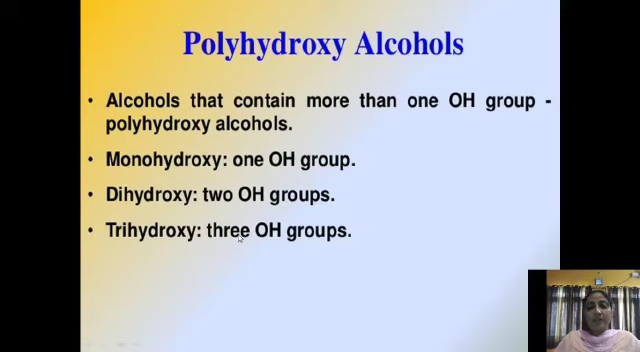 Polyhydroxy Alcohols
• Alcohols that contain more than one OH group -
polyhydroxy alcohols.
• Monohydroxy: one OH group.
• Dihydroxy: two OH groups.
• Trihydroxy: three OH groups.